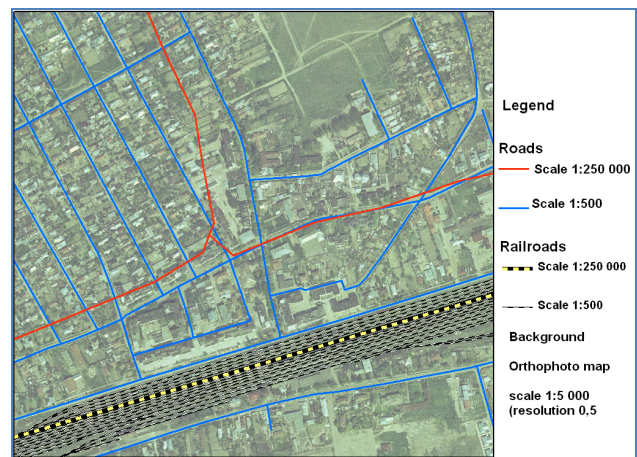 Legend
Roads
Scale 1:250 000
Scale 1:500
Railroads
Scale 1:250 000
Scale 1:500
Background
Orthophoto map
scale 1:5 000
(resolution 0,5